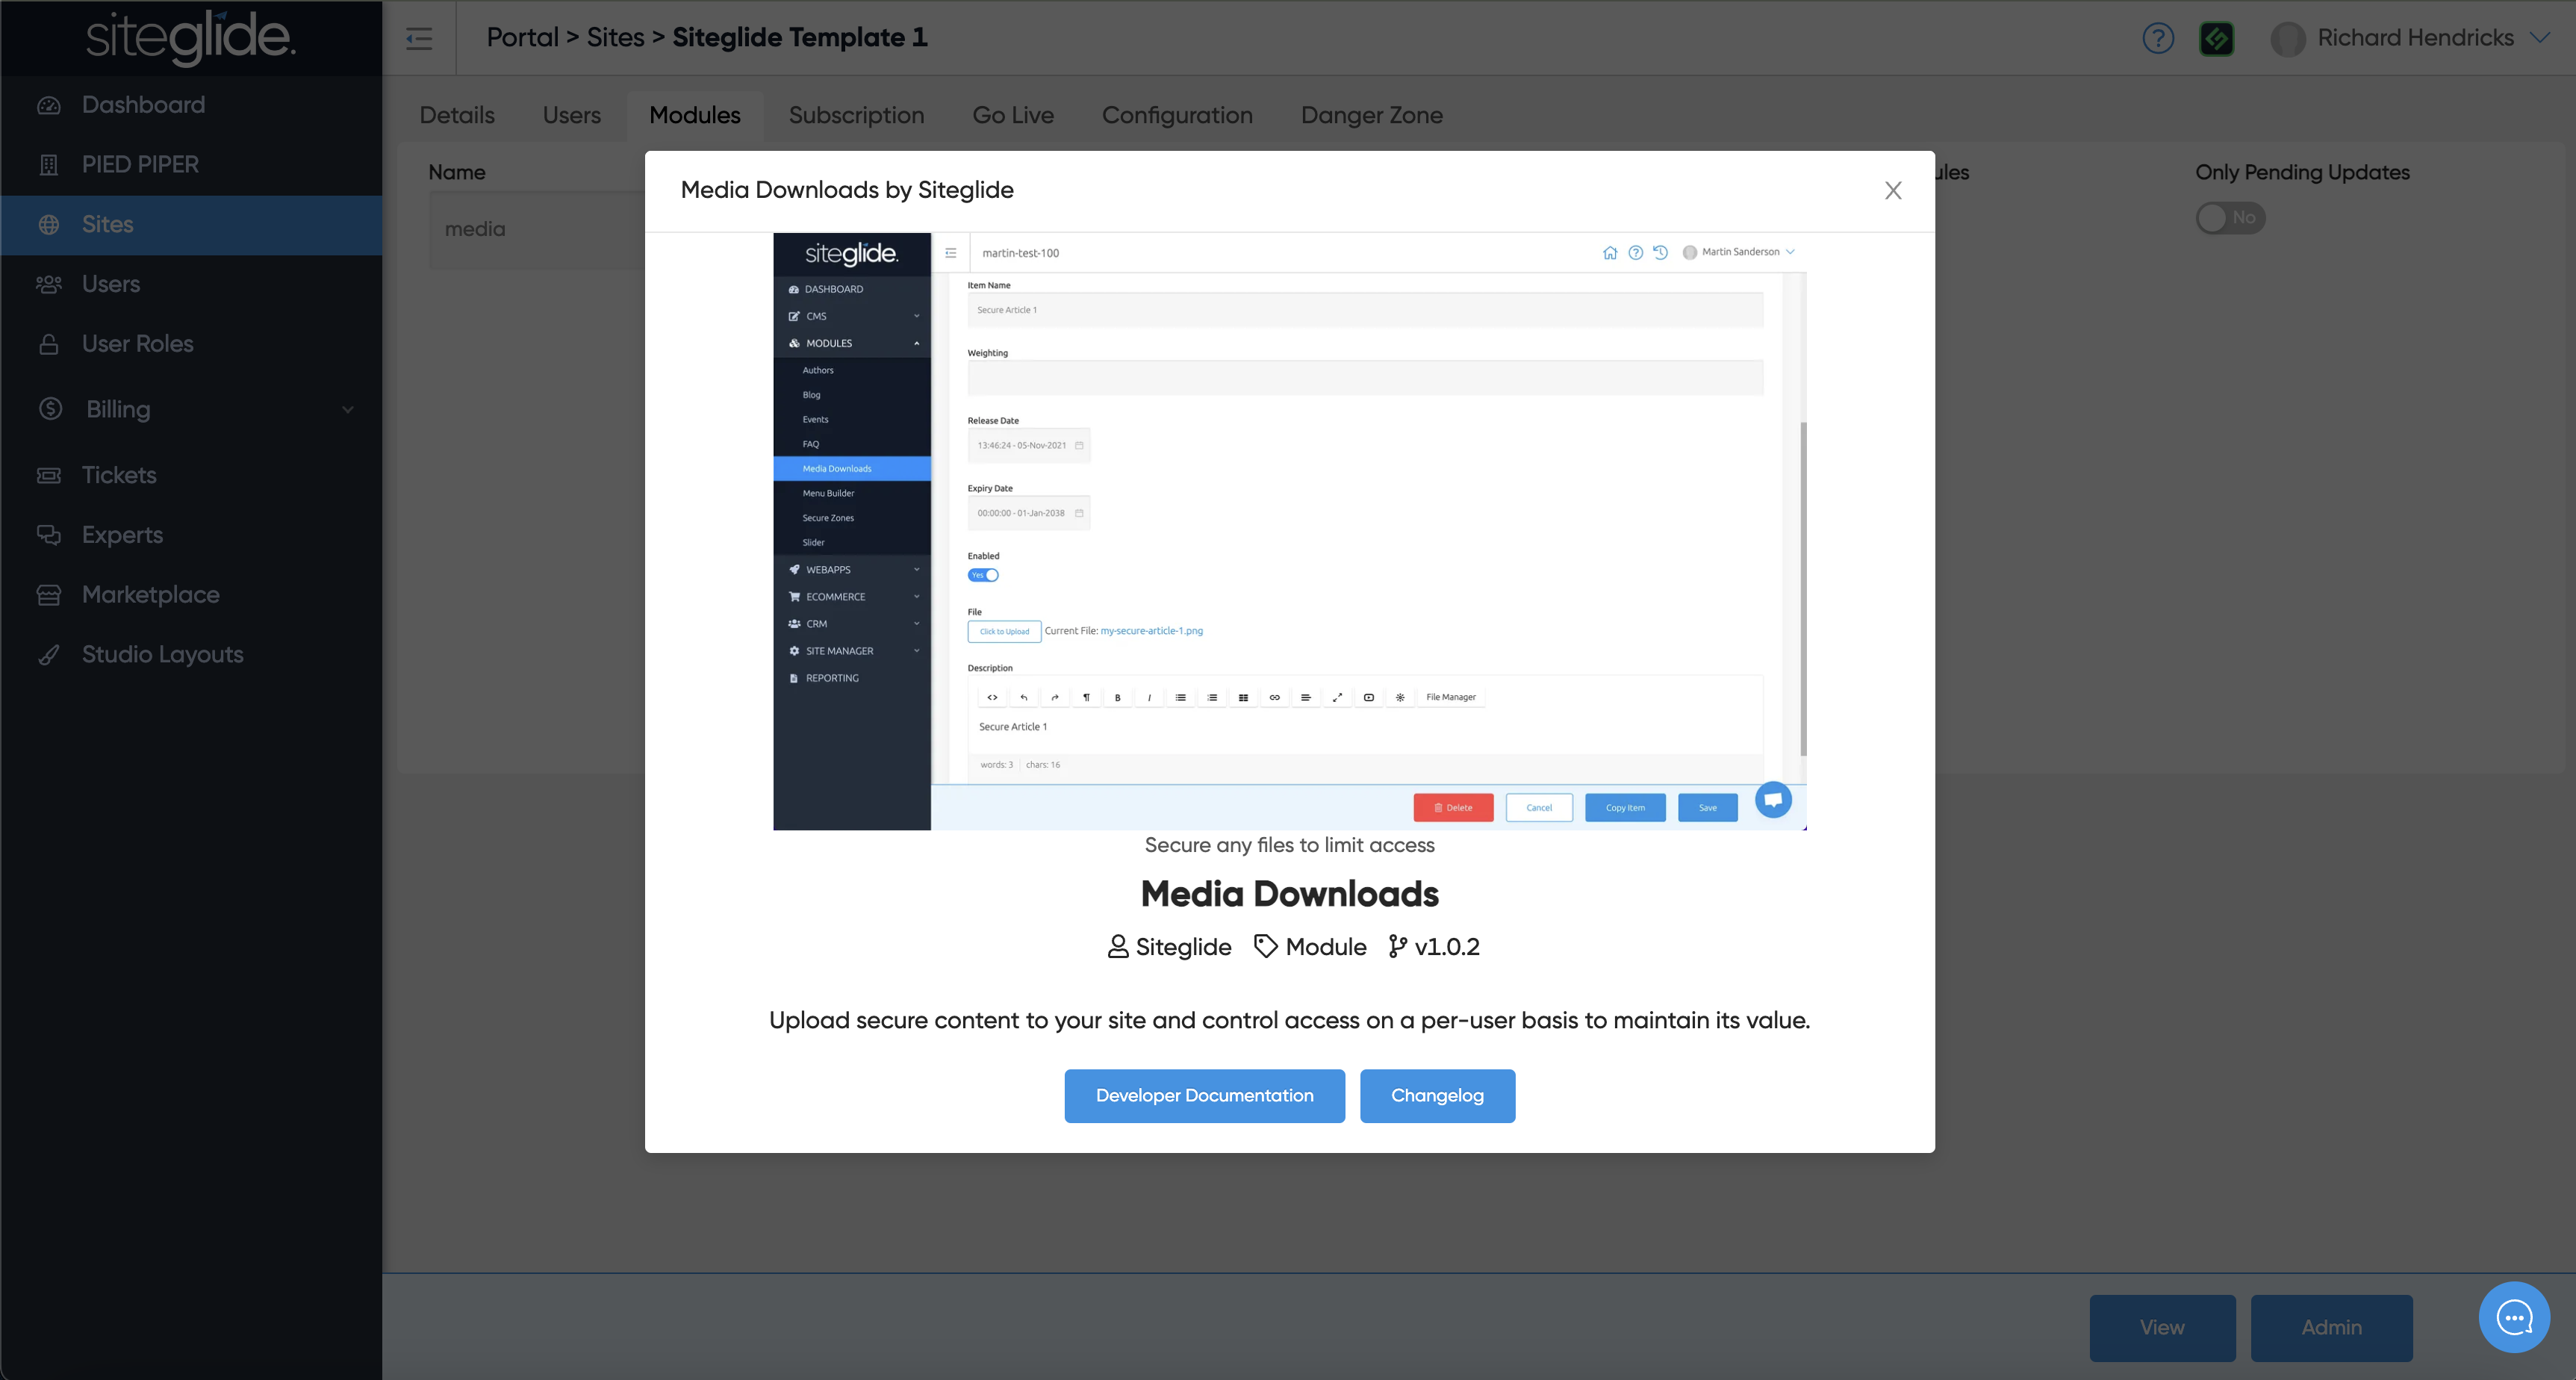 siteglide.
Portal > Sites > Siteglide Template 1
Richard Hendricks
Dashboard
PIED PIPER
Sites
Users
User Roles
Billing
Tickets
Experts
Marketplace
Studio Layouts
Details Users Modules Subscription Go Live Configuration Danger Zone
Name
media
Only Pending Updates
No
Media Downloads by Siteglide
X
siteglide.
martin-test-100
Martin Sanderson
DASHBOARD
CMS
MODULES
Authors
Blog
Events
FAQ
Media Downloads
Menu Builder
Secure Zones
Slider
WEBAPPS
ECOMMERCE
CRM
SITE MANAGER
REPORTING
Item Name
Secure Article 1
Weighting
Release Date
13:46:24 - 05-Nov-2021
Expiry Date
00:00:00 - 01-Jan-2038
Enabled
Yes
File
Click to Upload Current File: my-secure-article-1.png
Description
B I File Manager
Secure Article 1
words: 3 chars: 16
Delete Cancel Copy Item Save
Secure any files to limit access
Media Downloads
Siteglide Module v1.0.2
Upload secure content to your site and control access on a per-user basis to maintain its value.
Developer Documentation Changelog
View Admin